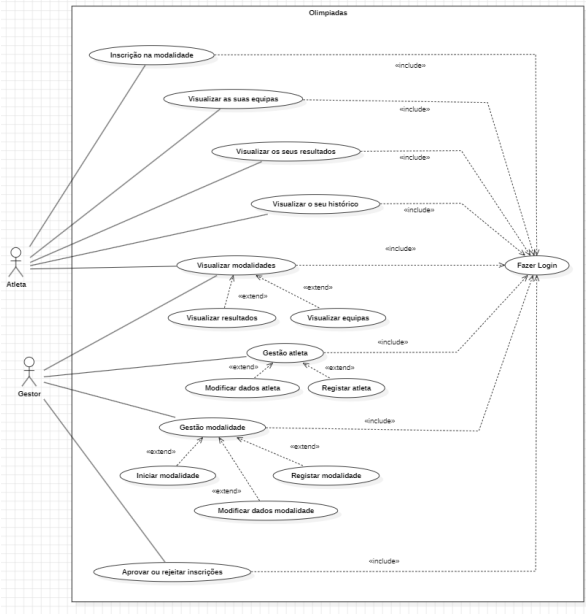 Olimpiadas
Inscrição na modalidade
«include»
Visualizar as suas equipas
«include»
Visualizar os seus resultados
«include»
Visualizar o seu histórico
«include»
«include»
Visualizar modalidades
Fazer Login
Atleta
«extend»
«extend»
Visualizar resultados
Visualizar equipas
«include»
Gestão atleta
«extend»
«extend»
Gestor
Modificar dados atleta
Registar atleta
«include»
Gestão modalidade
«extend»
«extend»
Iniciar modalidade
Registar modalidade
«extend»
Modificar dados modalidade
«include»
Aprovar ou rejeitar inscrições